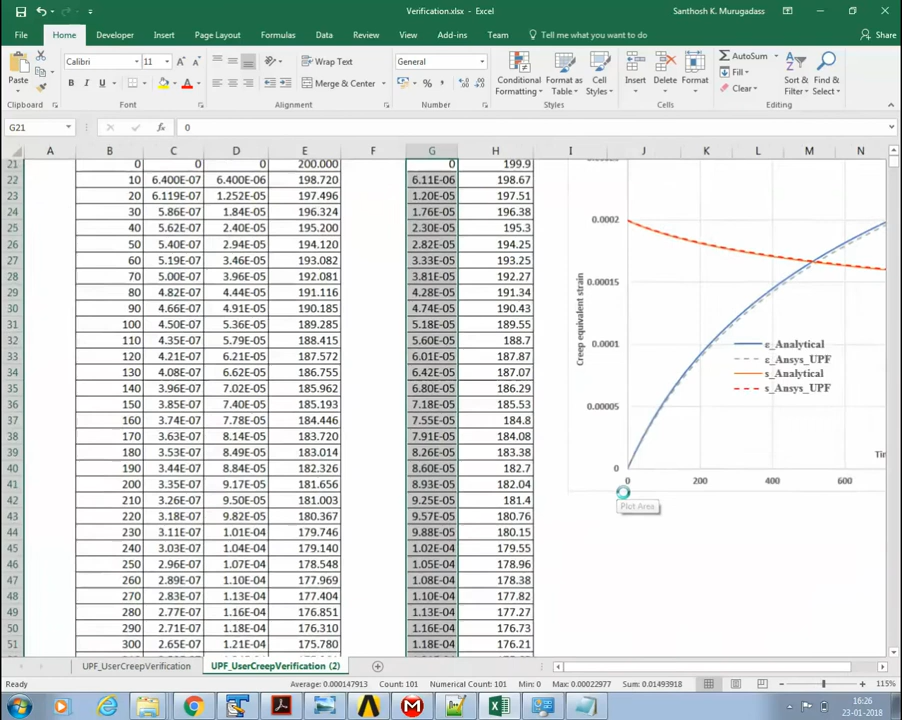 Verification.xlsx - Excel
Santhosh K. Murugadass
File Home Developer Insert Page Layout Formulas Data Review View Add-ins Team Tell me what you want to do Share
Paste Calibri 11 Wrap Text General AutoSum
B I U Merge & Center % Conditional Formatting Format as Table Cell Styles Insert Delete Format Fill Clear Sort & Filter Find & Select
Clipboard Font Alignment Number Styles Cells Editing
G21 fx 0
A B C D E F G H I J K L M N
21 0 0 0 200.000 0 199.9
22 10 6.400E-07 6.400E-06 198.720 6.11E-06 198.67
23 20 6.119E-07 1.252E-05 197.496 1.20E-05 197.51
24 30 5.86E-07 1.84E-05 196.324 1.76E-05 196.38
25 40 5.62E-07 2.40E-05 195.200 2.30E-05 195.3
26 50 5.40E-07 2.94E-05 194.120 2.82E-05 194.25
27 60 5.19E-07 3.46E-05 193.082 3.33E-05 193.25
28 70 5.00E-07 3.96E-05 192.081 3.81E-05 192.27
29 80 4.82E-07 4.44E-05 191.116 4.28E-05 191.34
30 90 4.66E-07 4.91E-05 190.185 4.74E-05 190.43
31 100 4.50E-07 5.36E-05 189.285 5.18E-05 189.55
32 110 4.35E-07 5.79E-05 188.415 5.60E-05 188.7
33 120 4.21E-07 6.21E-05 187.572 6.01E-05 187.87
34 130 4.08E-07 6.62E-05 186.755 6.42E-05 187.07
35 140 3.96E-07 7.02E-05 185.962 6.80E-05 186.29
36 150 3.85E-07 7.40E-05 185.193 7.18E-05 185.53
37 160 3.74E-07 7.78E-05 184.446 7.55E-05 184.8
38 170 3.63E-07 8.14E-05 183.720 7.91E-05 184.08
39 180 3.53E-07 8.49E-05 183.014 8.26E-05 183.38
40 190 3.44E-07 8.84E-05 182.326 8.60E-05 182.7
41 200 3.35E-07 9.17E-05 181.656 8.93E-05 182.04
42 210 3.26E-07 9.50E-05 181.003 9.25E-05 181.4
43 220 3.18E-07 9.82E-05 180.367 9.57E-05 180.76
44 230 3.11E-07 1.01E-04 179.746 9.88E-05 180.15
45 240 3.03E-07 1.04E-04 179.140 1.02E-04 179.55
46 250 2.96E-07 1.07E-04 178.548 1.05E-04 178.96
47 260 2.89E-07 1.10E-04 177.969 1.08E-04 178.38
48 270 2.83E-07 1.13E-04 177.404 1.10E-04 177.82
49 280 2.77E-07 1.16E-04 176.851 1.13E-04 177.27
50 290 2.71E-07 1.18E-04 176.310 1.16E-04 176.73
51 300 2.65E-07 1.21E-04 175.780 1.18E-04 176.21
Creep equivalent strain
0.0002
0.00015
0.0001
0.00005
0
0 200 400 600
ε_Analytical
ε_Ansys_UPF
s_Analytical
s_Ansys_UPF
Tir
Plot Area
UPF_UserCreepVerification UPF_UserCreepVerification (2)
Ready Average: 0.000147913 Count: 101 Numerical Count: 101 Min: 0 Max: 0.00022977 Sum: 0.01493918 115%
16:26
23-01-2018